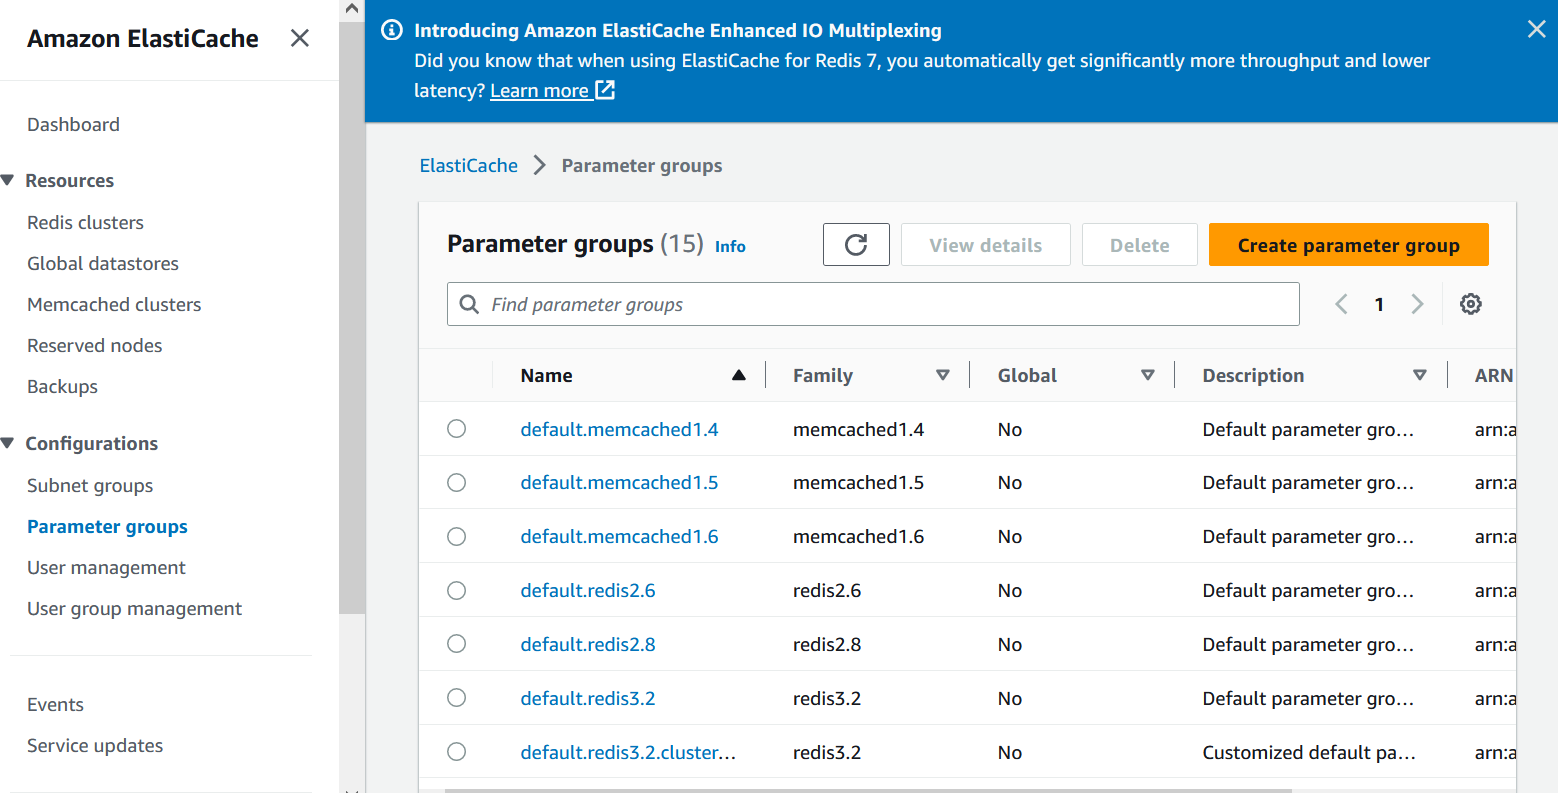 Amazon ElastiCache
Dashboard
Resources
Redis clusters
Global datastores
Memcached clusters
Reserved nodes
Backups
Configurations
Subnet groups
Parameter groups
User management
User group management
Events
Service updates
Introducing Amazon ElastiCache Enhanced IO Multiplexing
Did you know that when using ElastiCache for Redis 7, you automatically get significantly more throughput and lower
latency? Learn more
ElastiCache > Parameter groups
Parameter groups (15) Info
View details
Delete
Create parameter group
Find parameter groups
1
Name Family Global Description ARN
default.memcached1.4 memcached1.4 No Default parameter gro... arn:a
default.memcached1.5 memcached1.5 No Default parameter gro... arn:a
default.memcached1.6 memcached1.6 No Default parameter gro... arn:a
default.redis2.6 redis2.6 No Default parameter gro... arn:a
default.redis2.8 redis2.8 No Default parameter gro... arn:a
default.redis3.2 redis3.2 No Default parameter gro... arn:a
default.redis3.2.cluster... redis3.2 No Customized default pa... arn:a